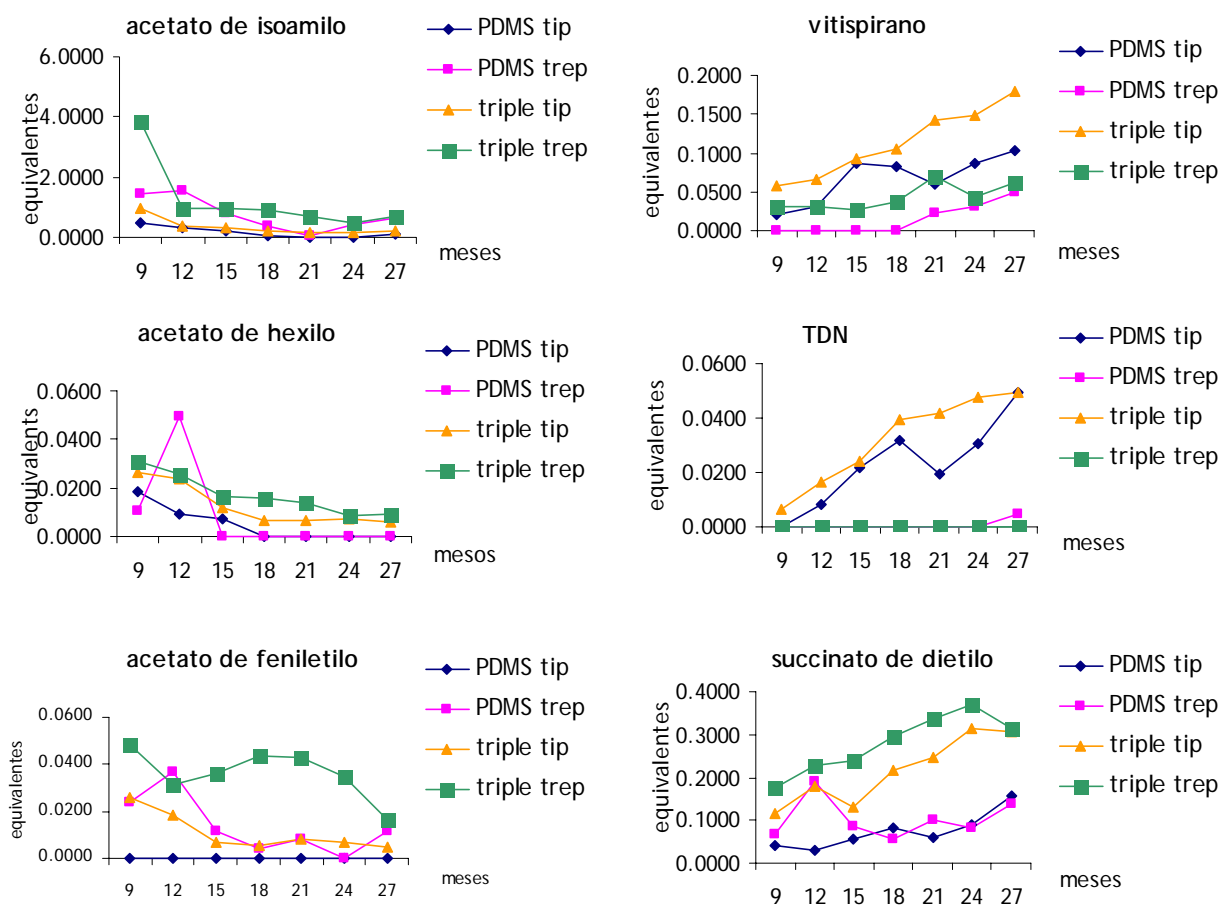 acetato de isoamilo
PDMS tip
PDMS trep
triple tip
triple trep
equivalentes
6.0000
4.0000
2.0000
0.0000
9 12 15 18 21 24 27
meses
vitispirano
PDMS tip
PDMS trep
triple tip
triple trep
equivalentes
0.2000
0.1500
0.1000
0.0500
0.0000
9 12 15 18 21 24 27
meses
acetato de hexilo
PDMS tip
PDMS trep
triple tip
triple trep
equivalents
0.0600
0.0400
0.0200
0.0000
9 12 15 18 21 24 27
mesos
TDN
PDMS tip
PDMS trep
triple tip
triple trep
equivalentes
0.0600
0.0400
0.0200
0.0000
9 12 15 18 21 24 27
meses
acetato de feniletilo
PDMS tip
PDMS trep
triple tip
triple trep
equivalentes
0.0600
0.0400
0.0200
0.0000
9 12 15 18 21 24 27
meses
succinato de dietilo
PDMS tip
PDMS trep
triple tip
triple trep
equivalentes
0.4000
0.3000
0.2000
0.1000
0.0000
9 12 15 18 21 24 27
meses